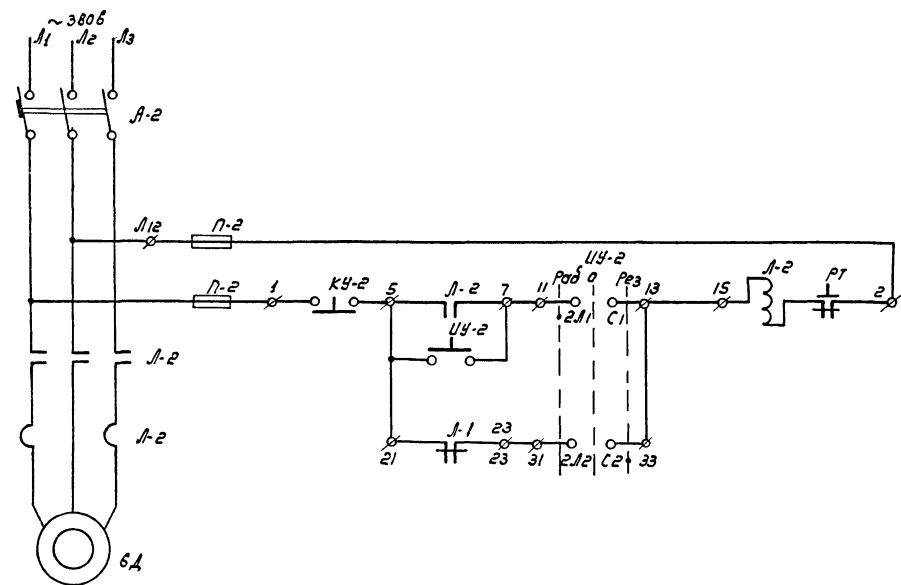 ~380в
Л1 Л2 Л3
А-2
Л12 П-2
ЦУ-2
Раб 0 Рез
П-2 1 КУ-2 5 Л-2 7 11 2Л1 С1 13 15 Л-2 РТ 2
ЦУ-2
Л-2
Л-2
21 Л-1 23
23 31 2Л2 С2 33
6Д